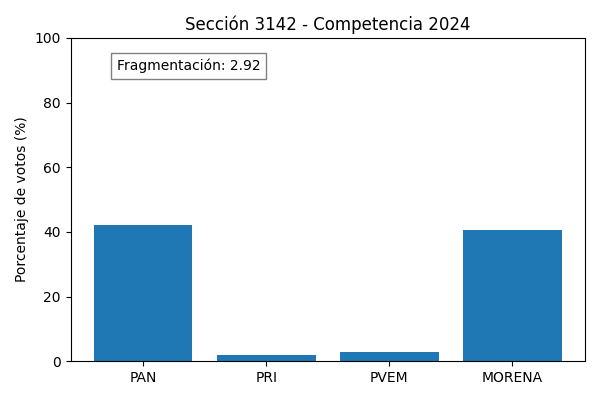 Sección 3142 - Competencia 2024
Fragmentación: 2.92
Porcentaje de votos (%)
100
80
60
40
20
0
PAN PRI PVEM MORENA